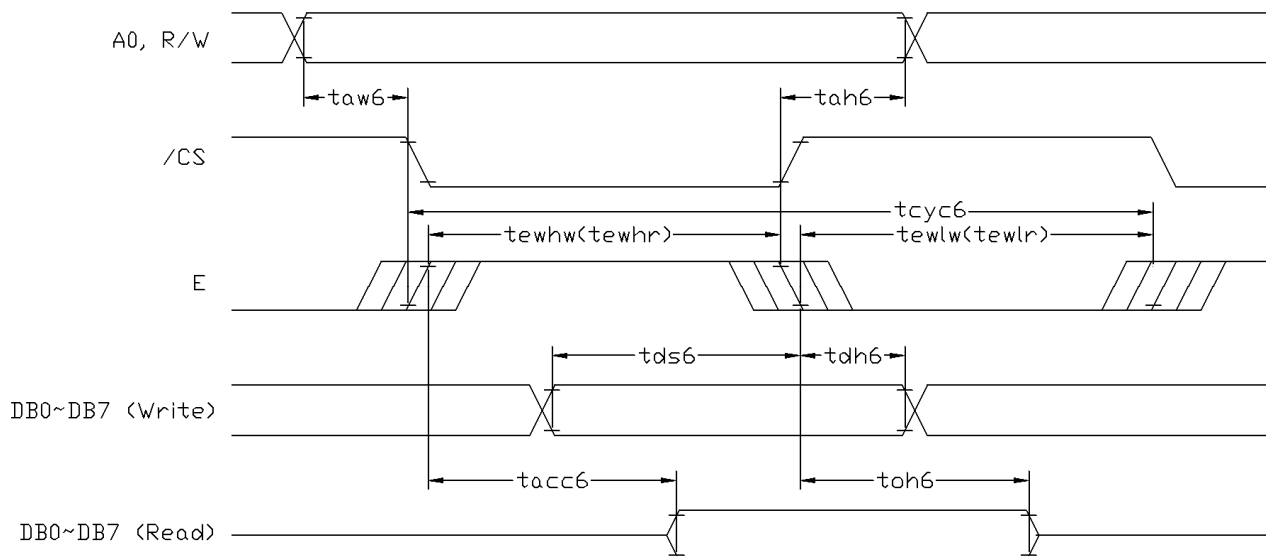 A0, R/W
taw6
tah6
/CS
tcyc6
tewhw(tewhr)
tewlw(tewlr)
E
tds6
tdh6
DB0~DB7 (Write)
tacc6
toh6
DB0~DB7 (Read)